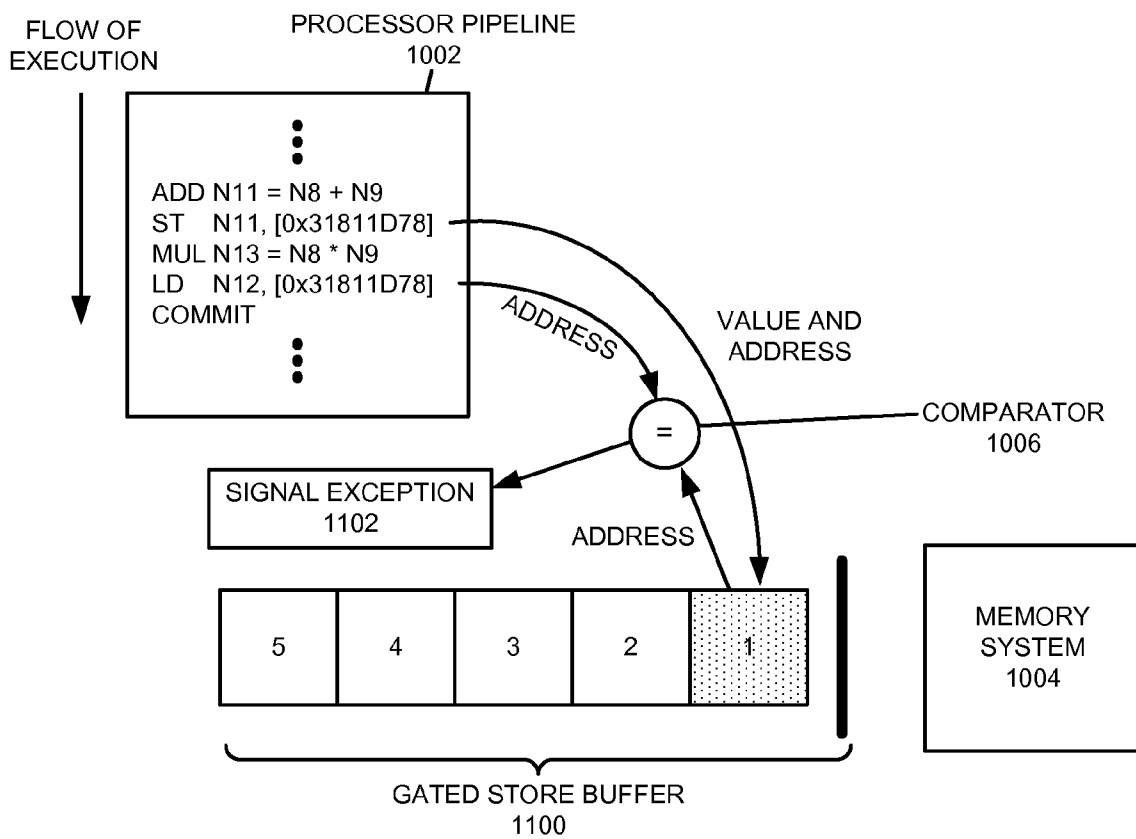 FLOW OF
EXECUTION
PROCESSOR PIPELINE
1002
ADD N11 = N8 + N9
ST N11, [0x31811D78]
MUL N13 = N8 * N9
LD N12, [0x31811D78]
COMMIT
ADDRESS
VALUE AND
ADDRESS
=
COMPARATOR
1006
SIGNAL EXCEPTION
1102
ADDRESS
5 4 3 2 1
MEMORY
SYSTEM
1004
GATED STORE BUFFER
1100